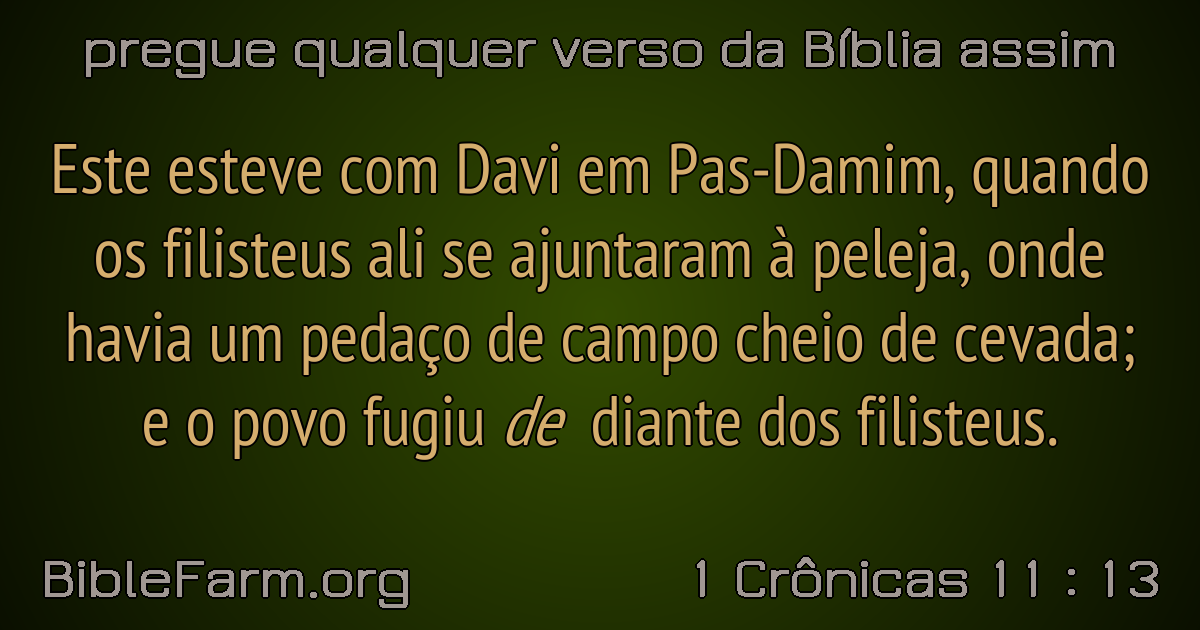 pregue qualquer verso da Bíblia assim
Este esteve com Davi em Pas-Damim, quando
os filisteus ali se ajuntaram à peleja, onde
havia um pedaço de campo cheio de cevada;
e o povo fugiu de diante dos filisteus.
BibleFarm.org 1 Crônicas 11 : 13